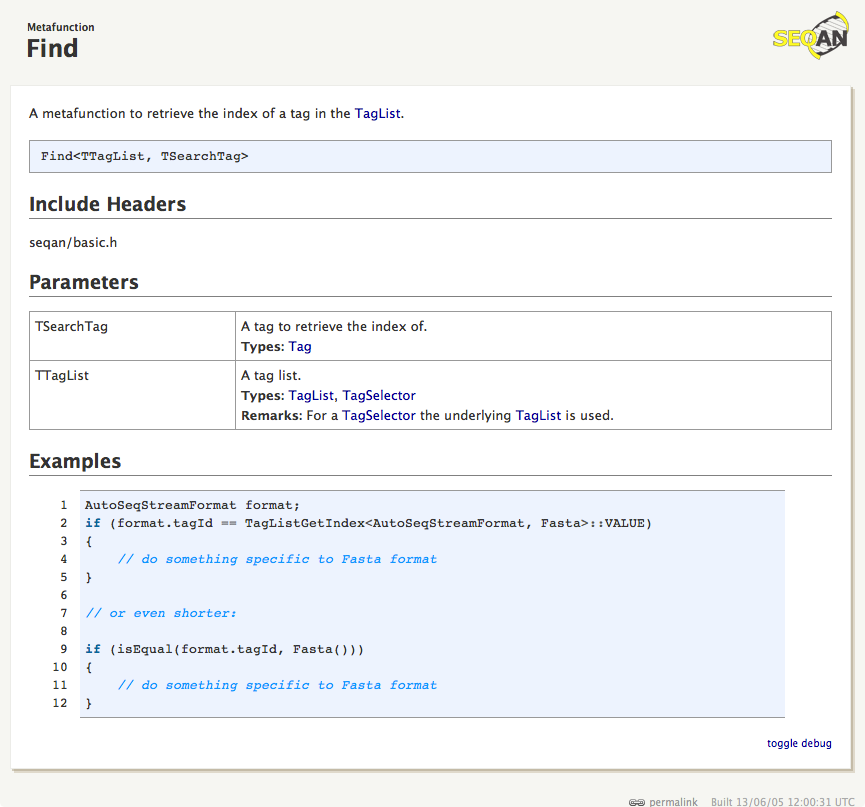 Metafunction
Find
SEQAN
A metafunction to retrieve the index of a tag in the TagList.
Find<TTagList, TSearchTag>
Include Headers
seqan/basic.h
Parameters
TSearchTag
A tag to retrieve the index of.
Types: Tag
TTagList
A tag list.
Types: TagList, TagSelector
Remarks: For a TagSelector the underlying TagList is used.
Examples
1 AutoSeqStreamFormat format;
2 if (format.tagId == TagListGetIndex<AutoSeqStreamFormat, Fasta>::VALUE)
3 {
4     // do something specific to Fasta format
5 }
6
7 // or even shorter:
8
9 if (isEqual(format.tagId, Fasta()))
10 {
11     // do something specific to Fasta format
12 }
toggle debug
permalink Built 13/06/05 12:00:31 UTC